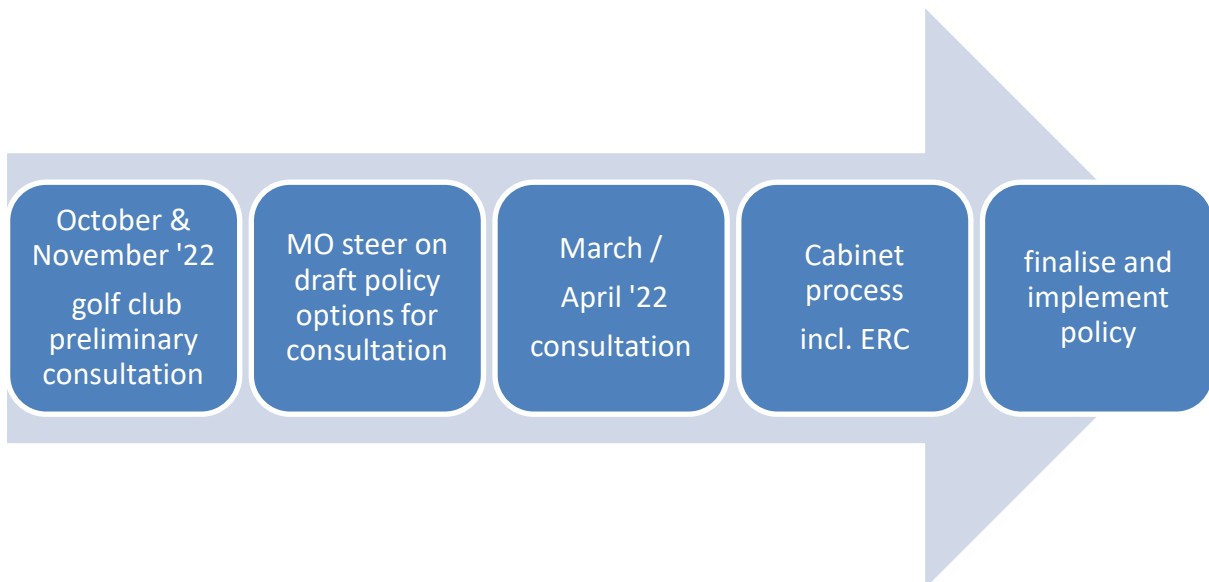 October &
November '22
golf club
preliminary
consultation
MO steer on
draft policy
options for
consultation
March /
April '22
consultation
Cabinet
process
incl. ERC
finalise and
implement
policy